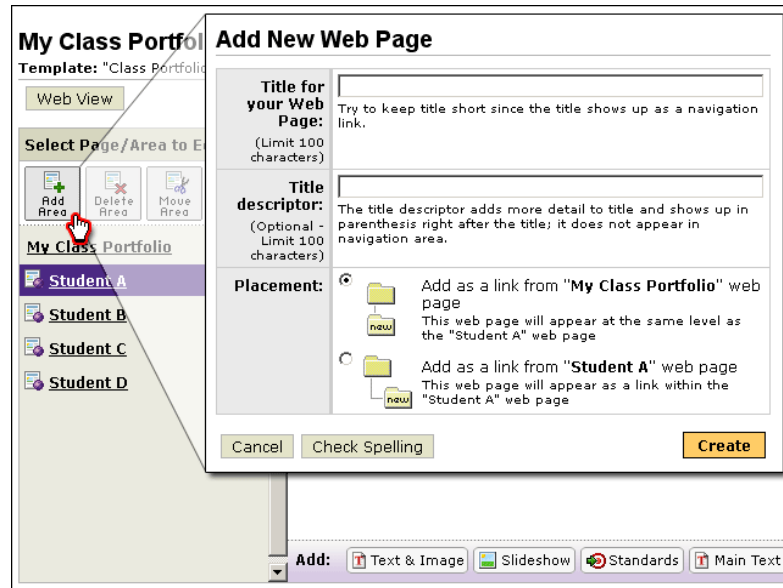 My Class Portfol
Template: "Class Portfolio
Web View
Select Page/Area to E
Add Area
Delete Area
Move Area
My Class Portfolio
Student A
Student B
Student C
Student D
Add New Web Page
Title for
your Web
Page:
(Limit 100
characters)
Try to keep title short since the title shows up as a navigation
link.
Title
descriptor:
(Optional -
Limit 100
characters)
The title descriptor adds more detail to title and shows up in
parenthesis right after the title; it does not appear in
navigation area.
Placement:
new
Add as a link from "My Class Portfolio" web
page
This web page will appear at the same level as
the "Student A" web page
new
Add as a link from "Student A" web page
This web page will appear as a link within the
"Student A" web page
Cancel
Check Spelling
Create
Add:
Text & Image
Slideshow
Standards
Main Text